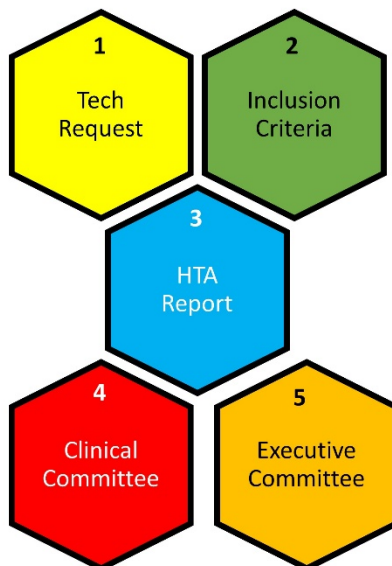 1
Tech
Request
2
Inclusion
Criteria
3
HTA
Report
4
Clinical
Committee
5
Executive
Committee